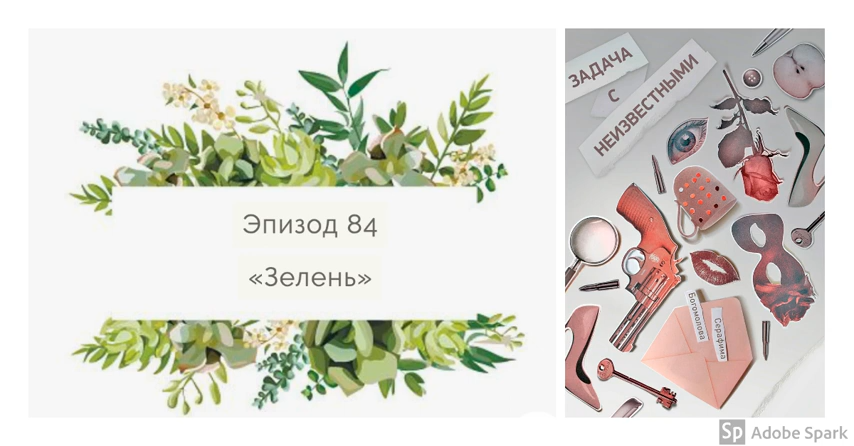 Эпизод 84
«Зелень»
ЗАДАЧА
С
НЕИЗВЕСТНЫМИ
Богомолова
Серафима
Sp Adobe Spark